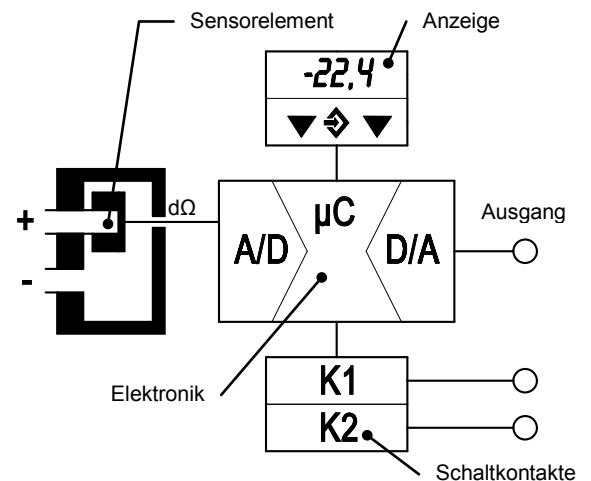 Sensorelement
Anzeige
-22,4
+
dΩ
µC
A/D
D/A
Ausgang
-
Elektronik
K1
K2
Schaltkontakte